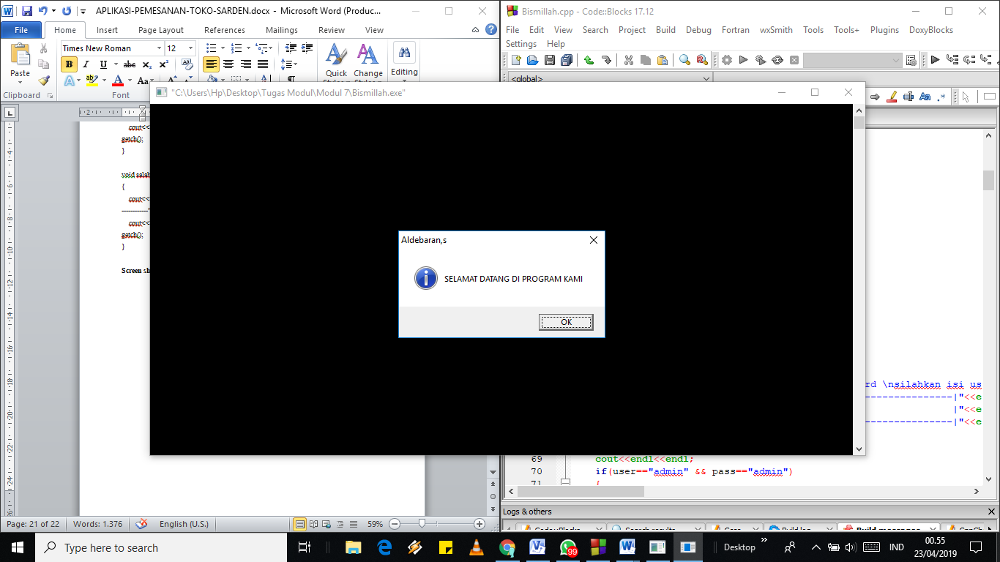 APLIKASI-PEMESANAN-TOKO-SARDEN.docx - Microsoft Word (Produc...
File Home Insert Page Layout References Mailings Review View
Times New Roman 12
Paste
Quick Styles
Change
Editing
Clipboard
Font
cout<<
getch();
}
void salah
{
cout<<
------------"
cout<<
getch();
}
Screen sh
Page: 21 of 22 Words: 1.376 English (U.S.) 59%
Bismillah.cpp - Code::Blocks 17.12
File Edit View Search Project Build Debug Fortran wxSmith Tools Tools+ Plugins DoxyBlocks
Settings Help
<global>
"C:\Users\Hp\Desktop\Tugas Modul\Modul 7\Bismillah.exe"
Aldebaran,s
SELAMAT DATANG DI PROGRAM KAMI
OK
rd \nsilahkan isi us
----------------|"<<e
|"<<e
----------------|"<<e
69 cout<<endl<<endl;
70 if(user=="admin" && pass=="admin")
71 {
Logs & others
Code::Blocks Search results Cccc Build log Build messages CppCh
Type here to search
99
Desktop
IND
00.55
23/04/2019